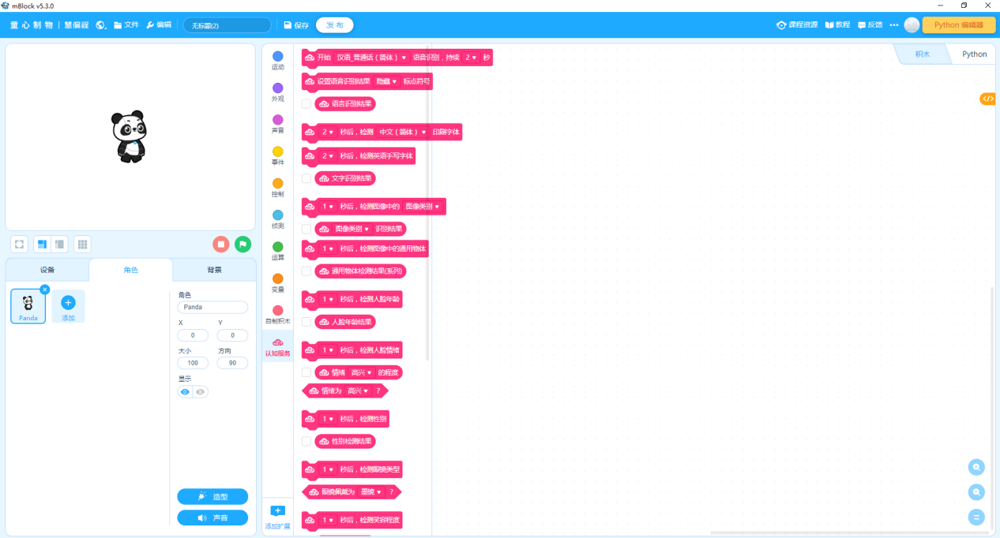 mBlock v5.3.0
童心制物 | 慧编程 文件 编辑 无标题(2) 保存 发布 课程资源 教程 反馈 Python 编辑器
积木 Python
运动
外观
声音
事件
控制
侦测
运算
变量
自制积木
认知服务
添加扩展
开始 汉语_普通话（简体） 语音识别，持续 2 秒
设置语音识别结果 隐藏 标点符号
语言识别结果
2 秒后，检测 中文（简体） 印刷字体
2 秒后，检测英语手写字体
文字识别结果
1 秒后，检测图像中的 图像类别
图像类别 识别结果
1 秒后，检测图像中的通用物体
通用物体检测结果(系列)
1 秒后，检测人脸年龄
人脸年龄结果
1 秒后，检测人脸情绪
情绪 高兴 的程度
情绪为 高兴 ?
1 秒后，检测性别
性别检测结果
1 秒后，检测眼镜类型
眼镜佩戴为 墨镜 ?
1 秒后，检测笑容程度
设备 角色 背景
Panda
添加
角色
Panda
X Y
0 0
大小 方向
100 90
显示
造型
声音